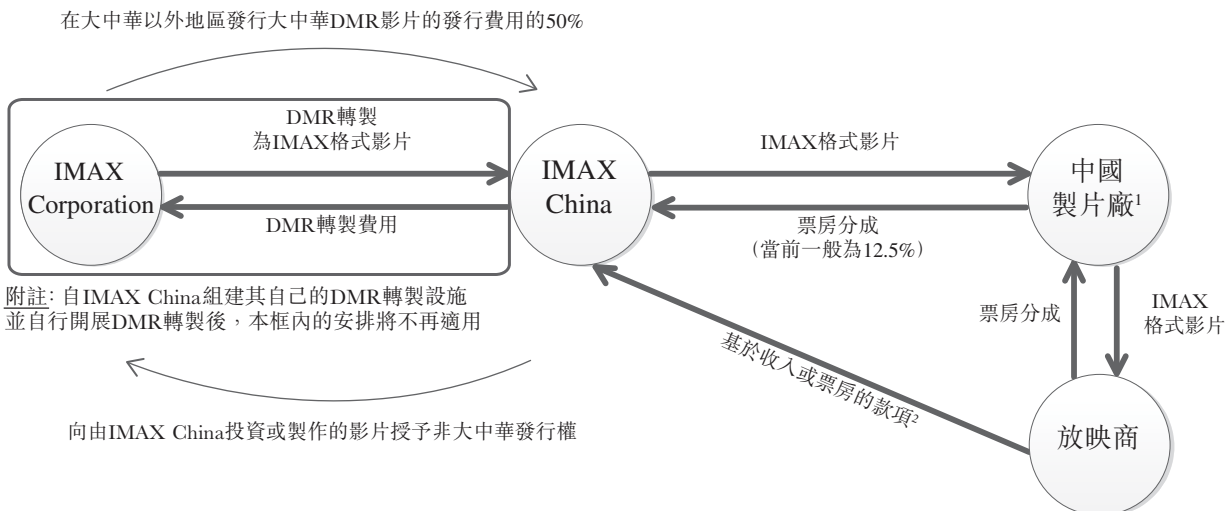 在大中華以外地區發行大中華DMR影片的發行費用的50%
DMR轉製
為IMAX格式影片
IMAX
Corporation
DMR轉製費用
IMAX
China
IMAX格式影片
票房分成
(當前一般為12.5%)
中國
製片廠¹
附註: 自IMAX China組建其自己的DMR轉製設施
並自行開展DMR轉製後，本框內的安排將不再適用
票房分成
IMAX
格式影片
基於收入或票房的款項²
向由IMAX China投資或製作的影片授予非大中華發行權
放映商